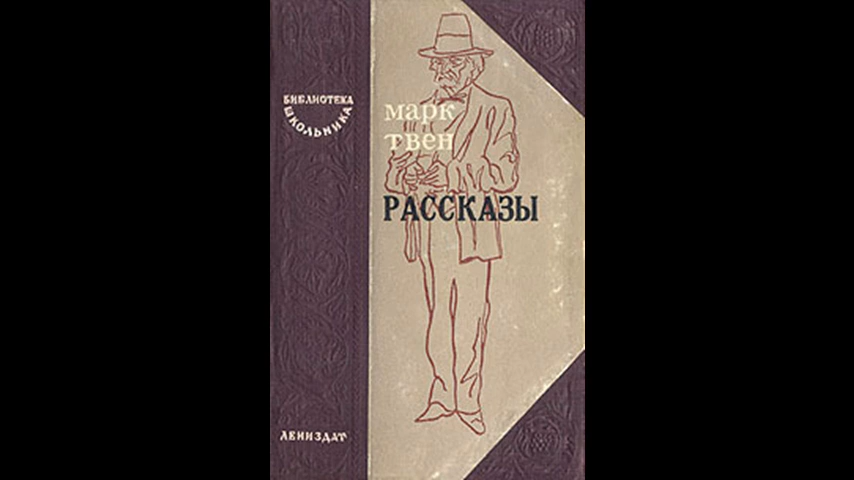 БИБЛИОТЕКА
ШКОЛЬНИКА
Марк
Твен
РАССКАЗЫ
ЛЕНИЗДАТ